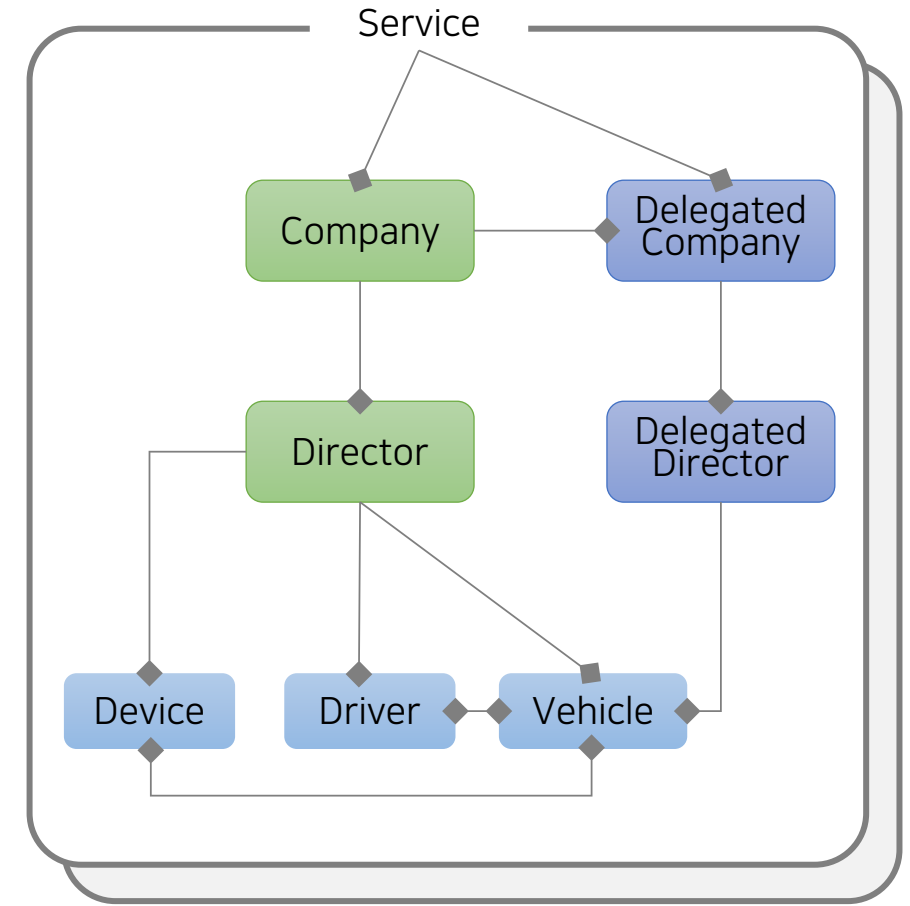 Service
Company
Delegated
Company
Director
Delegated
Director
Device
Driver
Vehicle